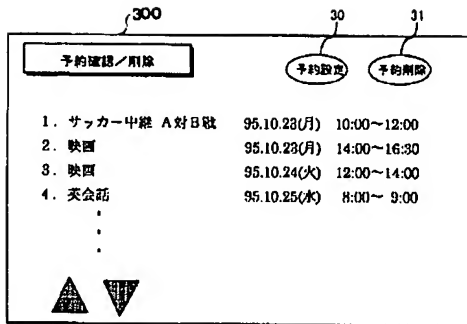 300 30 31
予約確認／削除 予約設定 予約削除
1. サッカー中継 A対B戦 95.10.23(月) 10:00～12:00
2. 映画 95.10.23(月) 14:00～16:30
3. 映画 95.10.24(火) 12:00～14:00
4. 英会話 95.10.25(水) 8:00～ 9:00